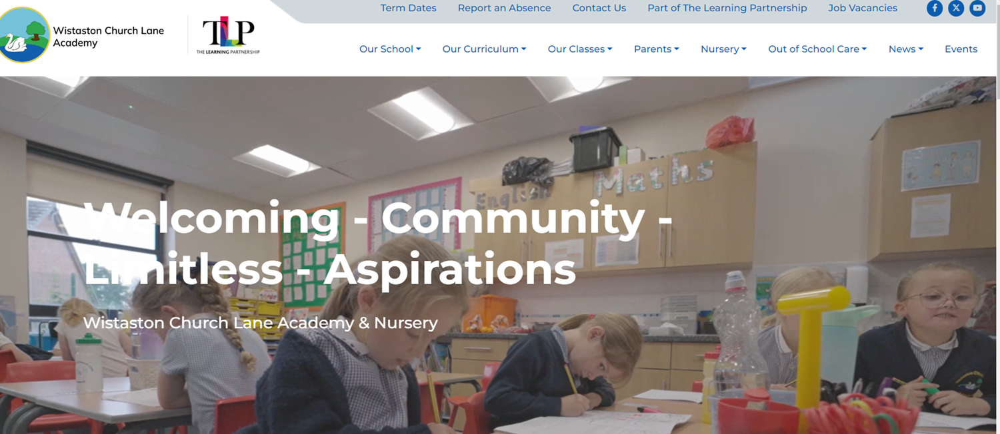 Term Dates Report an Absence Contact Us Part of The Learning Partnership Job Vacancies
Wistaston Church Lane
Academy
TLP
THE LEARNING PARTNERSHIP
Our School Our Curriculum Our Classes Parents Nursery Out of School Care News Events
English
Maths
Welcoming - Community -
Limitless - Aspirations
Wistaston Church Lane Academy & Nursery